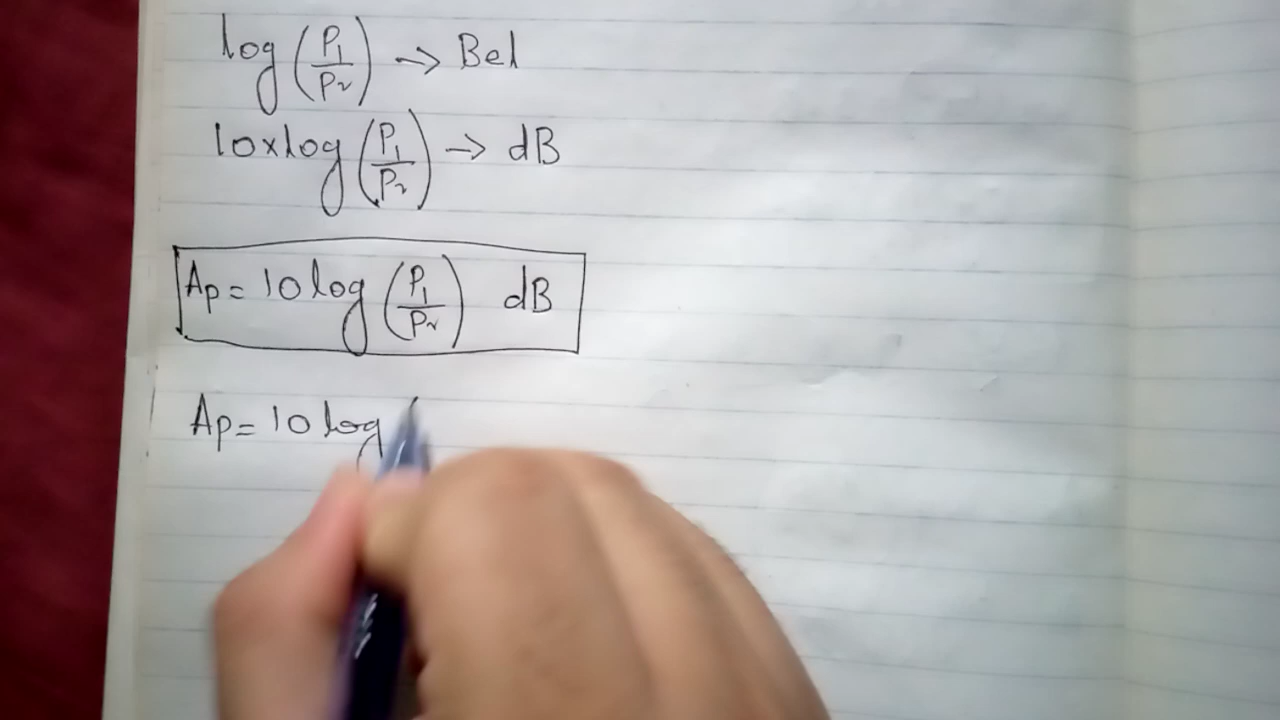 log (P₁/P₂) → Bel
10×log (P₁/P₂) → dB
Ap = 10 log (P₁/P₂) dB
Ap = 10 log (